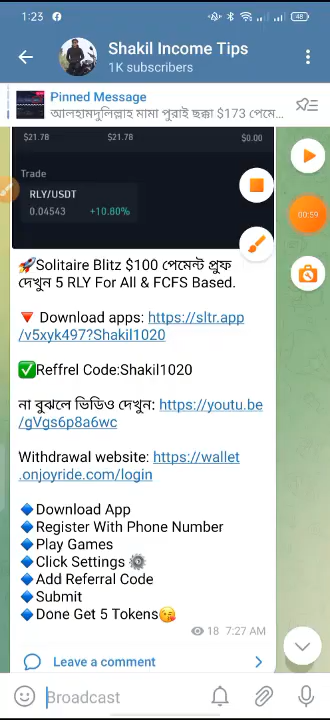 1:23
48
Shakil Income Tips
1K subscribers
Pinned Message
আলহামদুলিল্লাহ মামা পুরাই ছক্কা $173 পেমে...
$21.78 $21.78 $0.00
Trade
RLY/USDT
0.04543 +10.80%
00:59
🚀Solitaire Blitz $100 পেমেন্ট প্রুফ
দেখুন 5 RLY For All & FCFS Based.
🔻 Download apps: https://sltr.app
/v5xyk497?Shakil1020
✅Reffrel Code:Shakil1020
না বুঝলে ভিডিও দেখুন: https://youtu.be
/gVgs6p8a6wc
Withdrawal website: https://wallet
.onjoyride.com/login
🔷Download App
🔷Register With Phone Number
🔷Play Games
🔷Click Settings ⚙️
🔷Add Referral Code
🔷Submit
🔷Done Get 5 Tokens😘
18 7:27 AM
Leave a comment
Broadcast